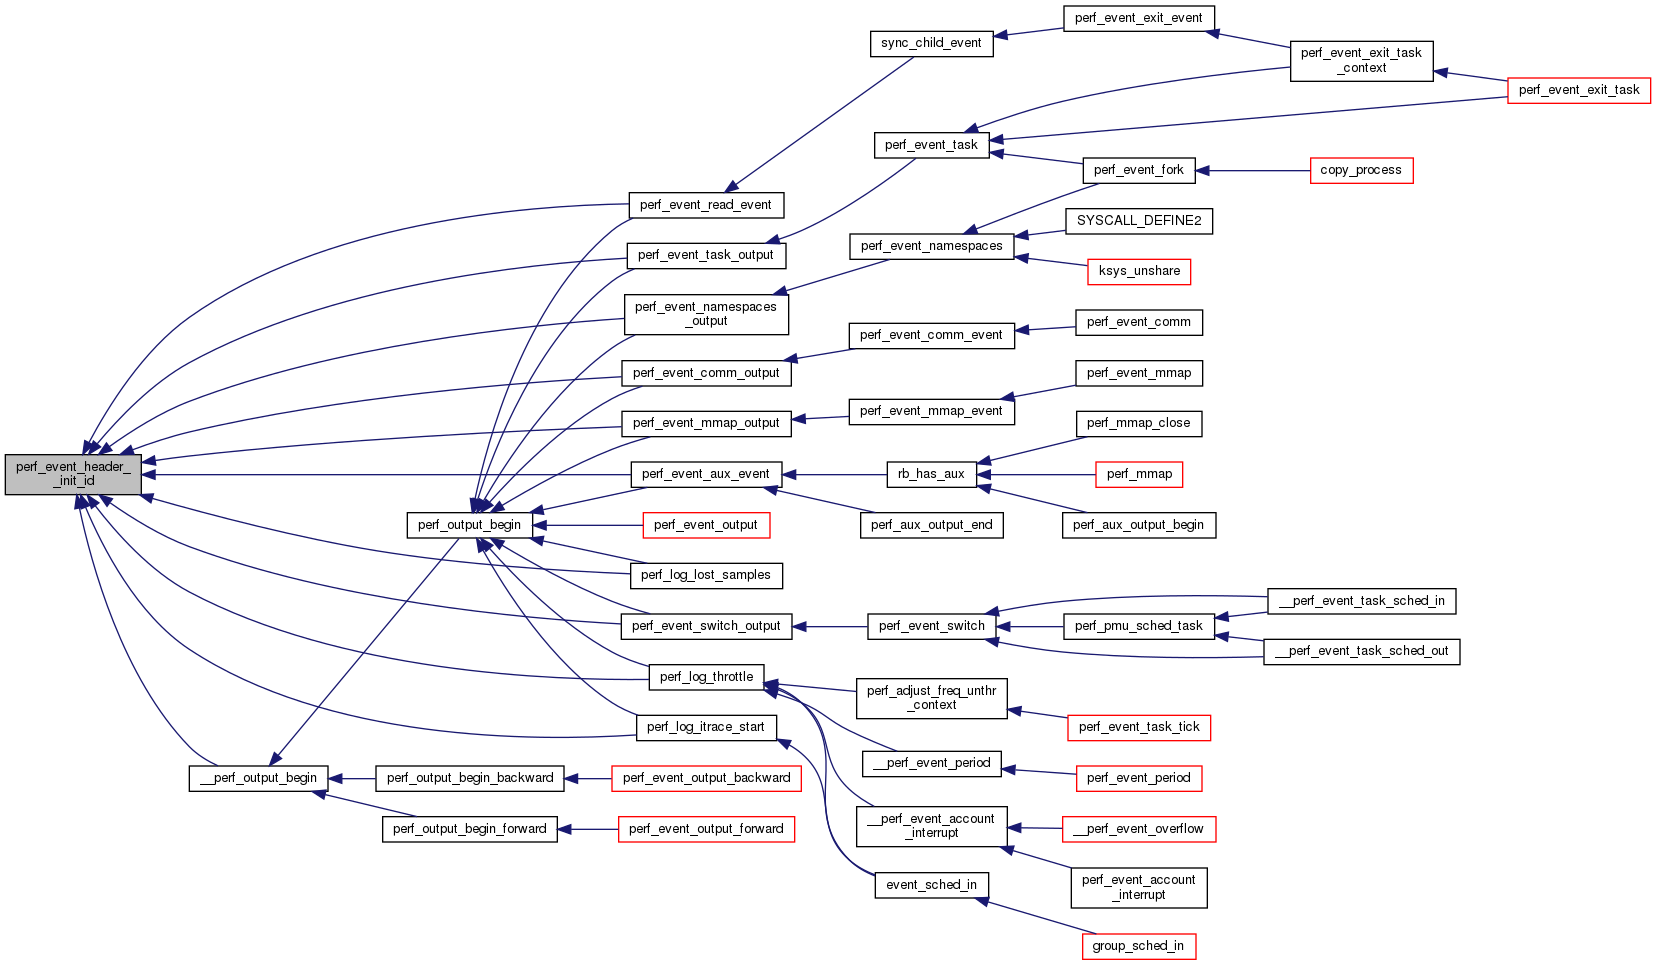 perf_event_exit_event
sync_child_event
perf_event_exit_task
_context
perf_event_exit_task
perf_event_task
perf_event_fork
copy_process
perf_event_read_event
SYSCALL_DEFINE2
perf_event_namespaces
perf_event_task_output
ksys_unshare
perf_event_namespaces
_output
perf_event_comm
perf_event_comm_event
perf_event_comm_output
perf_event_mmap
perf_event_mmap_event
perf_event_mmap_output
perf_mmap_close
perf_event_header_
_init_id
perf_event_aux_event
rb_has_aux
perf_mmap
perf_output_begin
perf_event_output
perf_aux_output_end
perf_aux_output_begin
perf_log_lost_samples
__perf_event_task_sched_in
perf_event_switch_output
perf_event_switch
perf_pmu_sched_task
__perf_event_task_sched_out
perf_log_throttle
perf_adjust_freq_unthr
_context
perf_log_itrace_start
perf_event_task_tick
__perf_event_period
__perf_output_begin
perf_output_begin_backward
perf_event_output_backward
perf_event_period
perf_output_begin_forward
perf_event_output_forward
__perf_event_account
_interrupt
__perf_event_overflow
event_sched_in
perf_event_account
_interrupt
group_sched_in